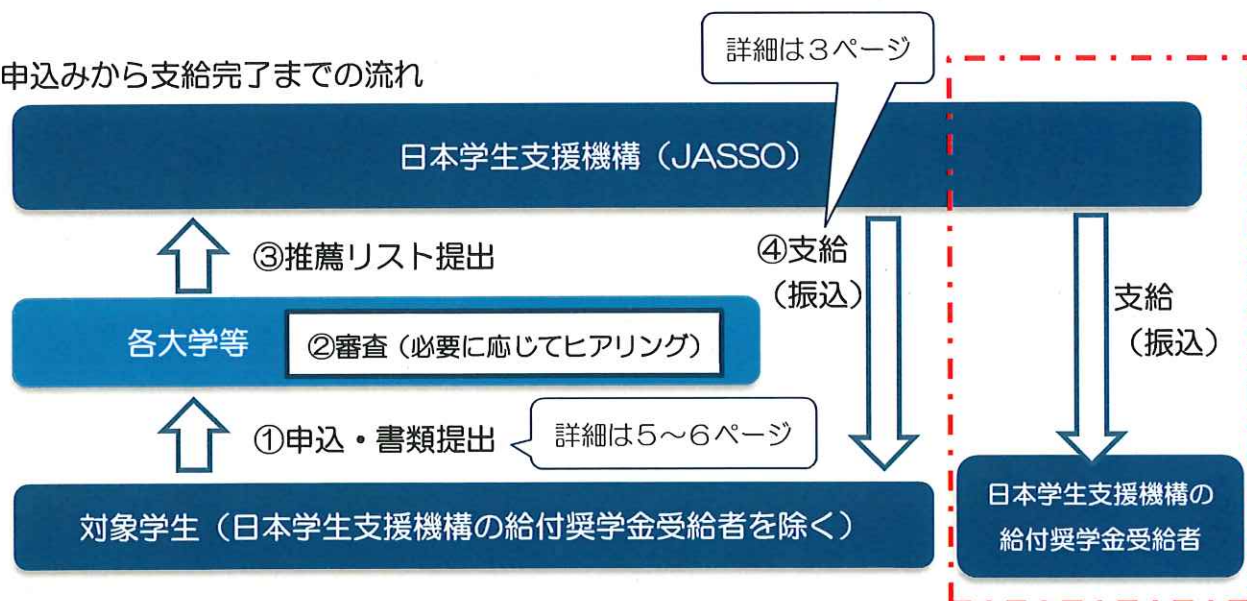 詳細は3ページ
申込みから支給完了までの流れ
日本学生支援機構（JASSO）
③推薦リスト提出
④支給
（振込）
支給
（振込）
各大学等
②審査（必要に応じてヒアリング）
①申込・書類提出
詳細は5～6ページ
対象学生（日本学生支援機構の給付奨学金受給者を除く）
日本学生支援機構の
給付奨学金受給者